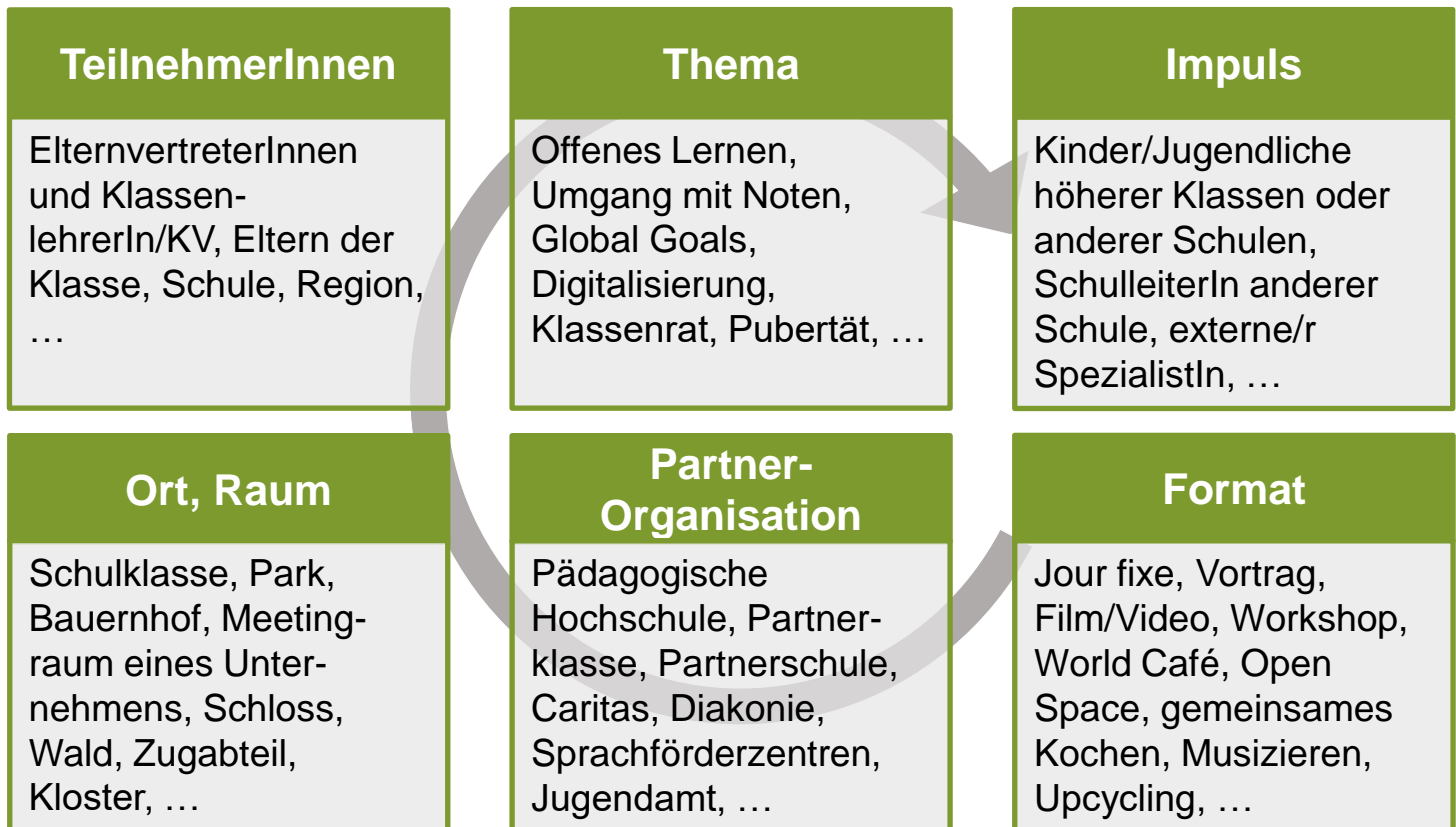 TeilnehmerInnen
ElternvertreterInnen
und Klassen-
lehrerIn/KV, Eltern der
Klasse, Schule, Region,
…
Thema
Offenes Lernen,
Umgang mit Noten,
Global Goals,
Digitalisierung,
Klassenrat, Pubertät, …
Impuls
Kinder/Jugendliche
höherer Klassen oder
anderer Schulen,
SchulleiterIn anderer
Schule, externe/r
SpezialistIn, …
Ort, Raum
Schulklasse, Park,
Bauernhof, Meeting-
raum eines Unter-
nehmens, Schloss,
Wald, Zugabteil,
Kloster, …
Partner-
Organisation
Pädagogische
Hochschule, Partner-
klasse, Partnerschule,
Caritas, Diakonie,
Sprachförderzentren,
Jugendamt, …
Format
Jour fixe, Vortrag,
Film/Video, Workshop,
World Café, Open
Space, gemeinsames
Kochen, Musizieren,
Upcycling, …